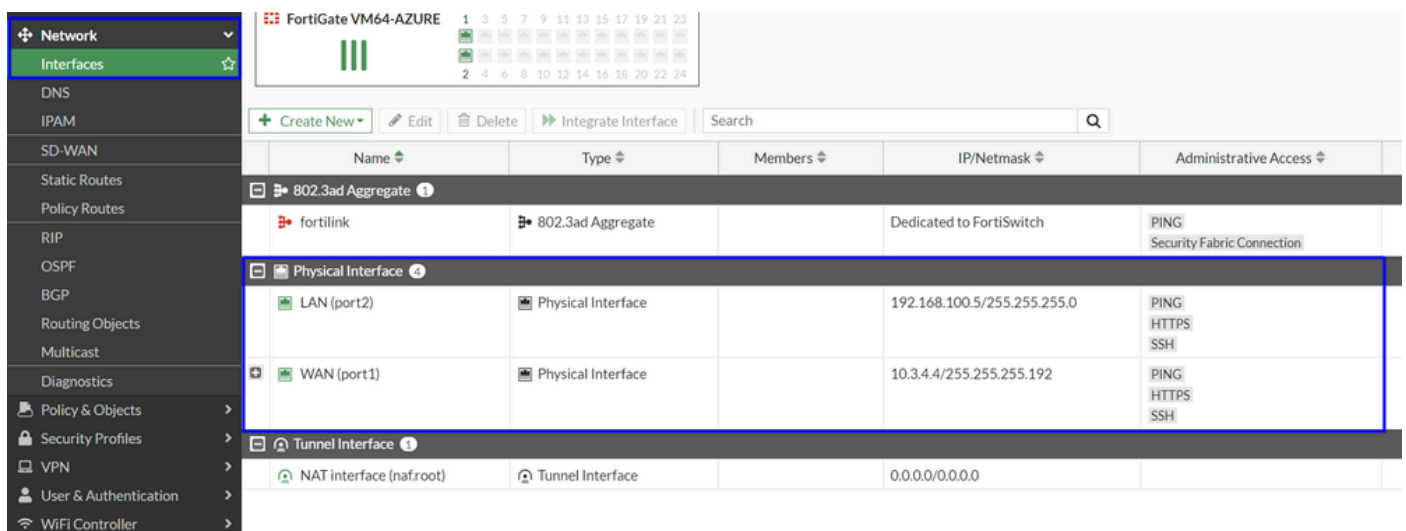 Network
Interfaces
DNS
IPAM
SD-WAN
Static Routes
Policy Routes
RIP
OSPF
BGP
Routing Objects
Multicast
Diagnostics
Policy & Objects
Security Profiles
VPN
User & Authentication
WiFi Controller
FortiGate VM64-AZURE
1 3 5 7 9 11 13 15 17 19 21 23
2 4 6 8 10 12 14 16 18 20 22 24
Create New Edit Delete Integrate Interface Search
Name Type Members IP/Netmask Administrative Access
802.3ad Aggregate 1
fortilink 802.3ad Aggregate Dedicated to FortiSwitch PING
Security Fabric Connection
Physical Interface 4
LAN (port2) Physical Interface 192.168.100.5/255.255.255.0 PING
HTTPS
SSH
WAN (port1) Physical Interface 10.3.4.4/255.255.255.192 PING
HTTPS
SSH
Tunnel Interface 1
NAT interface (naf.root) Tunnel Interface 0.0.0.0/0.0.0.0